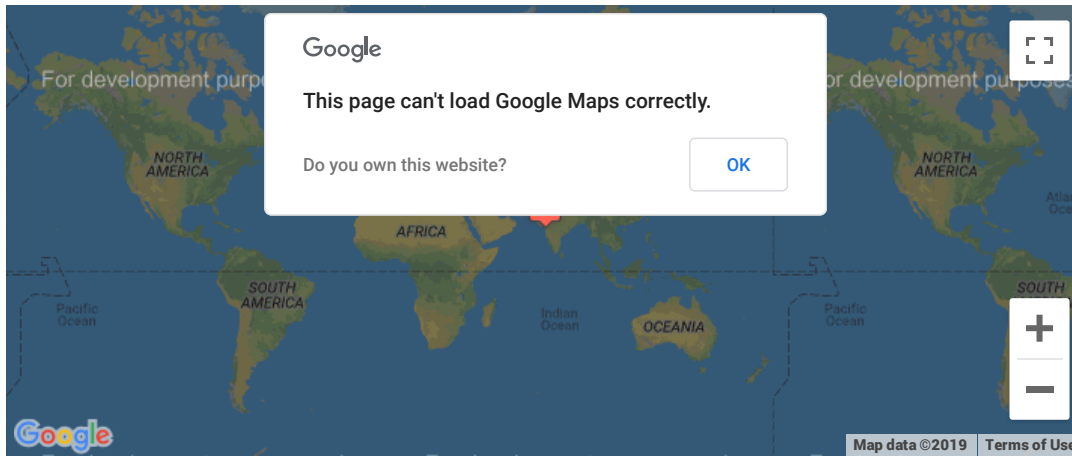 Google
This page can't load Google Maps correctly.
Do you own this website?
OK
For development purpo
or development purposes
NORTH
AMERICA
NORTH
AMERICA
AFRICA
SOUTH
AMERICA
SOUTH
Pacific
Ocean
Indian
Ocean
OCEANIA
Pacific
Ocean
Google
Map data ©2019
Terms of Use